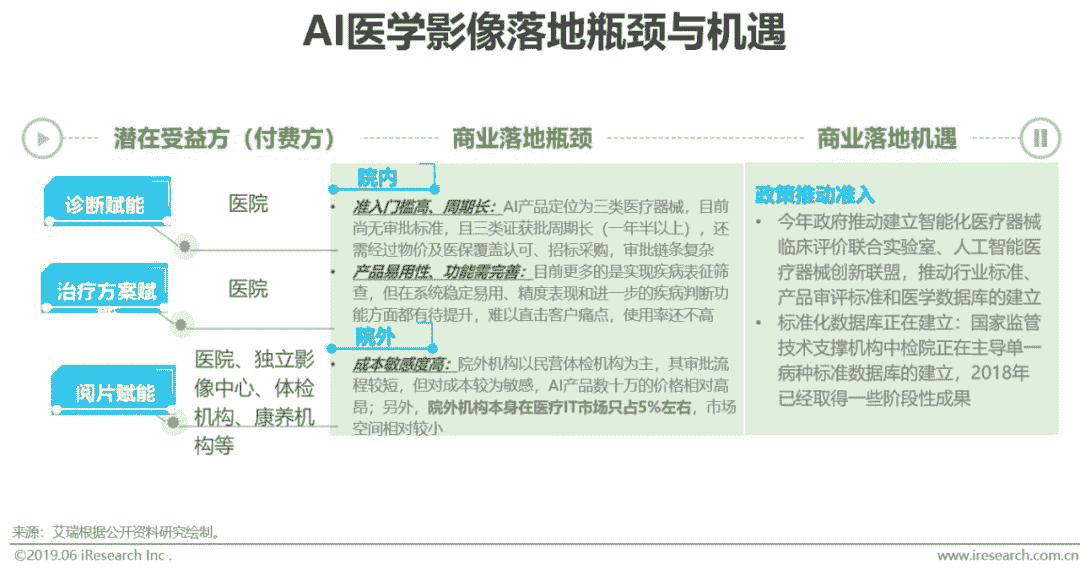 AI医学影像落地瓶颈与机遇
潜在受益方（付费方）
商业落地瓶颈
商业落地机遇
诊断赋能
医院
治疗方案赋
医院
阅片赋能
医院、独立影
像中心、体检
机构、康养机
构等
院内
• 准入门槛高、周期长：AI产品定位为三类医疗器械，目前
尚无审批标准，且三类证获批周期长（一年半以上），还
需经过物价及医保覆盖认可、招标采购，审批链条复杂
• 产品易用性、功能需完善：目前更多的是实现疾病表征筛
查，但在系统稳定易用、精度表现和进一步的疾病判断功
能方面都有待提升，难以直击客户痛点，使用率还不高
院外
• 成本敏感度高：院外机构以民营体检机构为主，其审批流
程较短，但对成本较为敏感，AI产品数十万的价格相对高
昂；另外，院外机构本身在医疗IT市场只占5%左右，市场
空间相对较小
政策推动准入
• 今年政府推动建立智能化医疗器械
临床评价联合实验室、人工智能医
疗器械创新联盟，推动行业标准、
产品审评标准和医学数据库的建立
• 标准化数据库正在建立：国家监管
技术支撑机构中检院正在主导单一
病种标准数据库的建立，2018年
已经取得一些阶段性成果
来源：艾瑞根据公开资料研究绘制。
©2019.06 iResearch Inc .
www.iresearch.com.cn